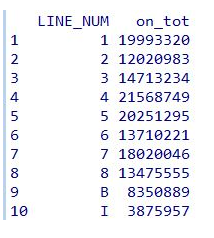 LINE_NUM on_tot
1 1 19993320
2 2 12020983
3 3 14713234
4 4 21568749
5 5 20251295
6 6 13710221
7 7 18020046
8 8 13475555
9 B 8350889
10 I 3875957